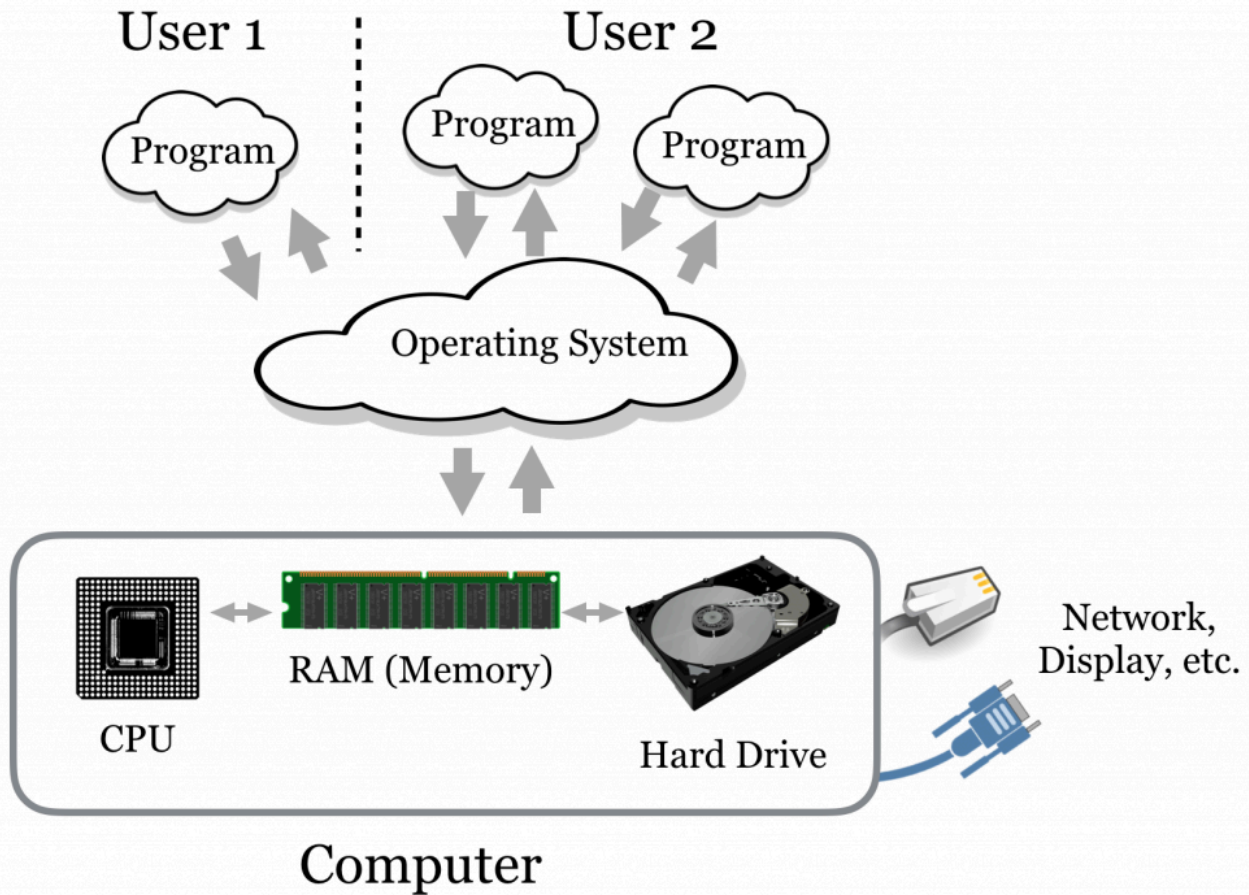 User 1
User 2
Program
Program
Program
Operating System
CPU
RAM (Memory)
Hard Drive
Network,
Display, etc.
Computer